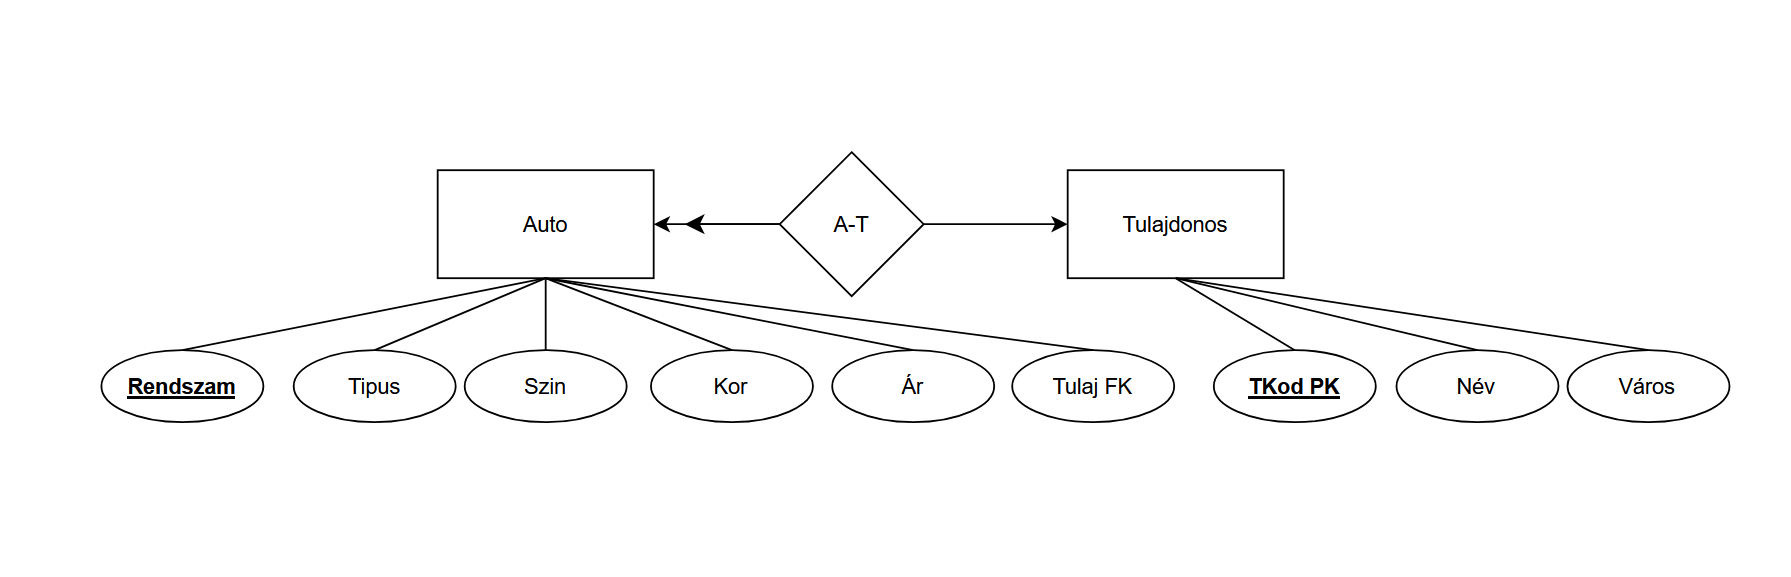 Auto
A-T
Tulajdonos
Rendszam
Tipus
Szin
Kor
Ár
Tulaj FK
TKod PK
Név
Város